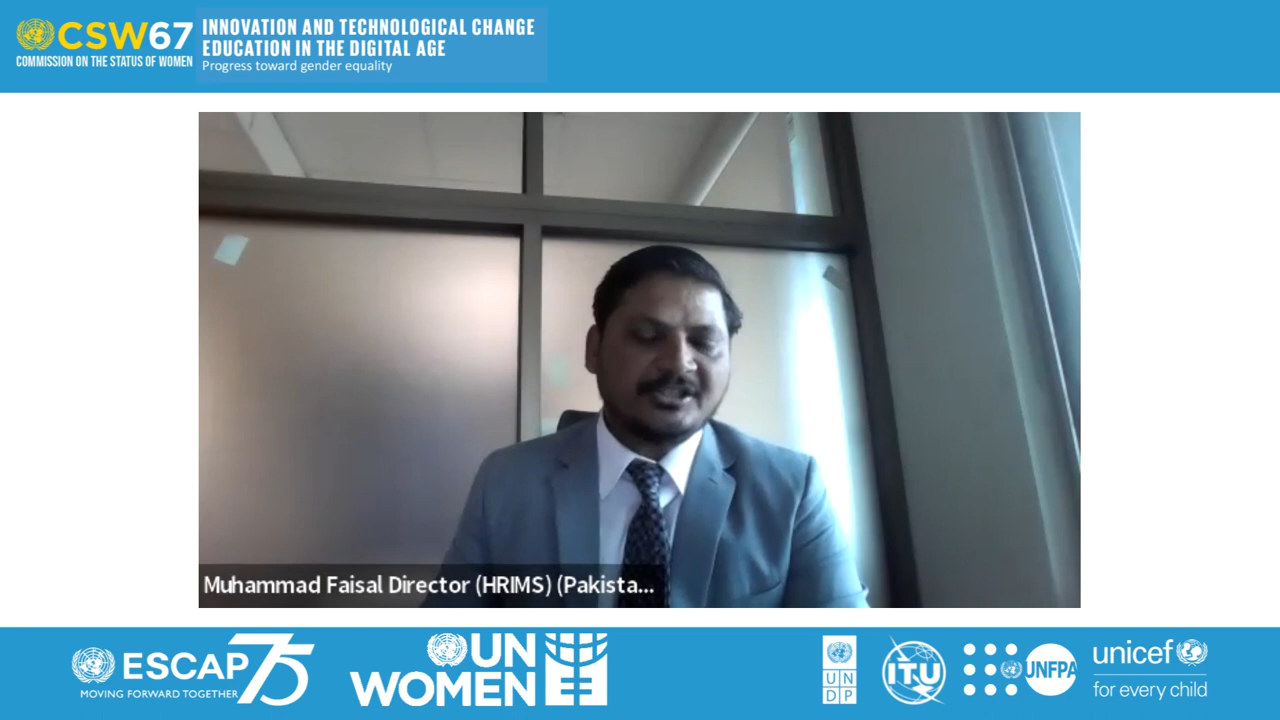 CSW67
COMMISSION ON THE STATUS OF WOMEN
INNOVATION AND TECHNOLOGICAL CHANGE
EDUCATION IN THE DIGITAL AGE
Progress toward gender equality
Muhammad Faisal Director (HRIMS) (Pakista...
ESCAP 75
MOVING FORWARD TOGETHER
UN
WOMEN
UN
DP
ITU
UNFPA
unicef
for every child